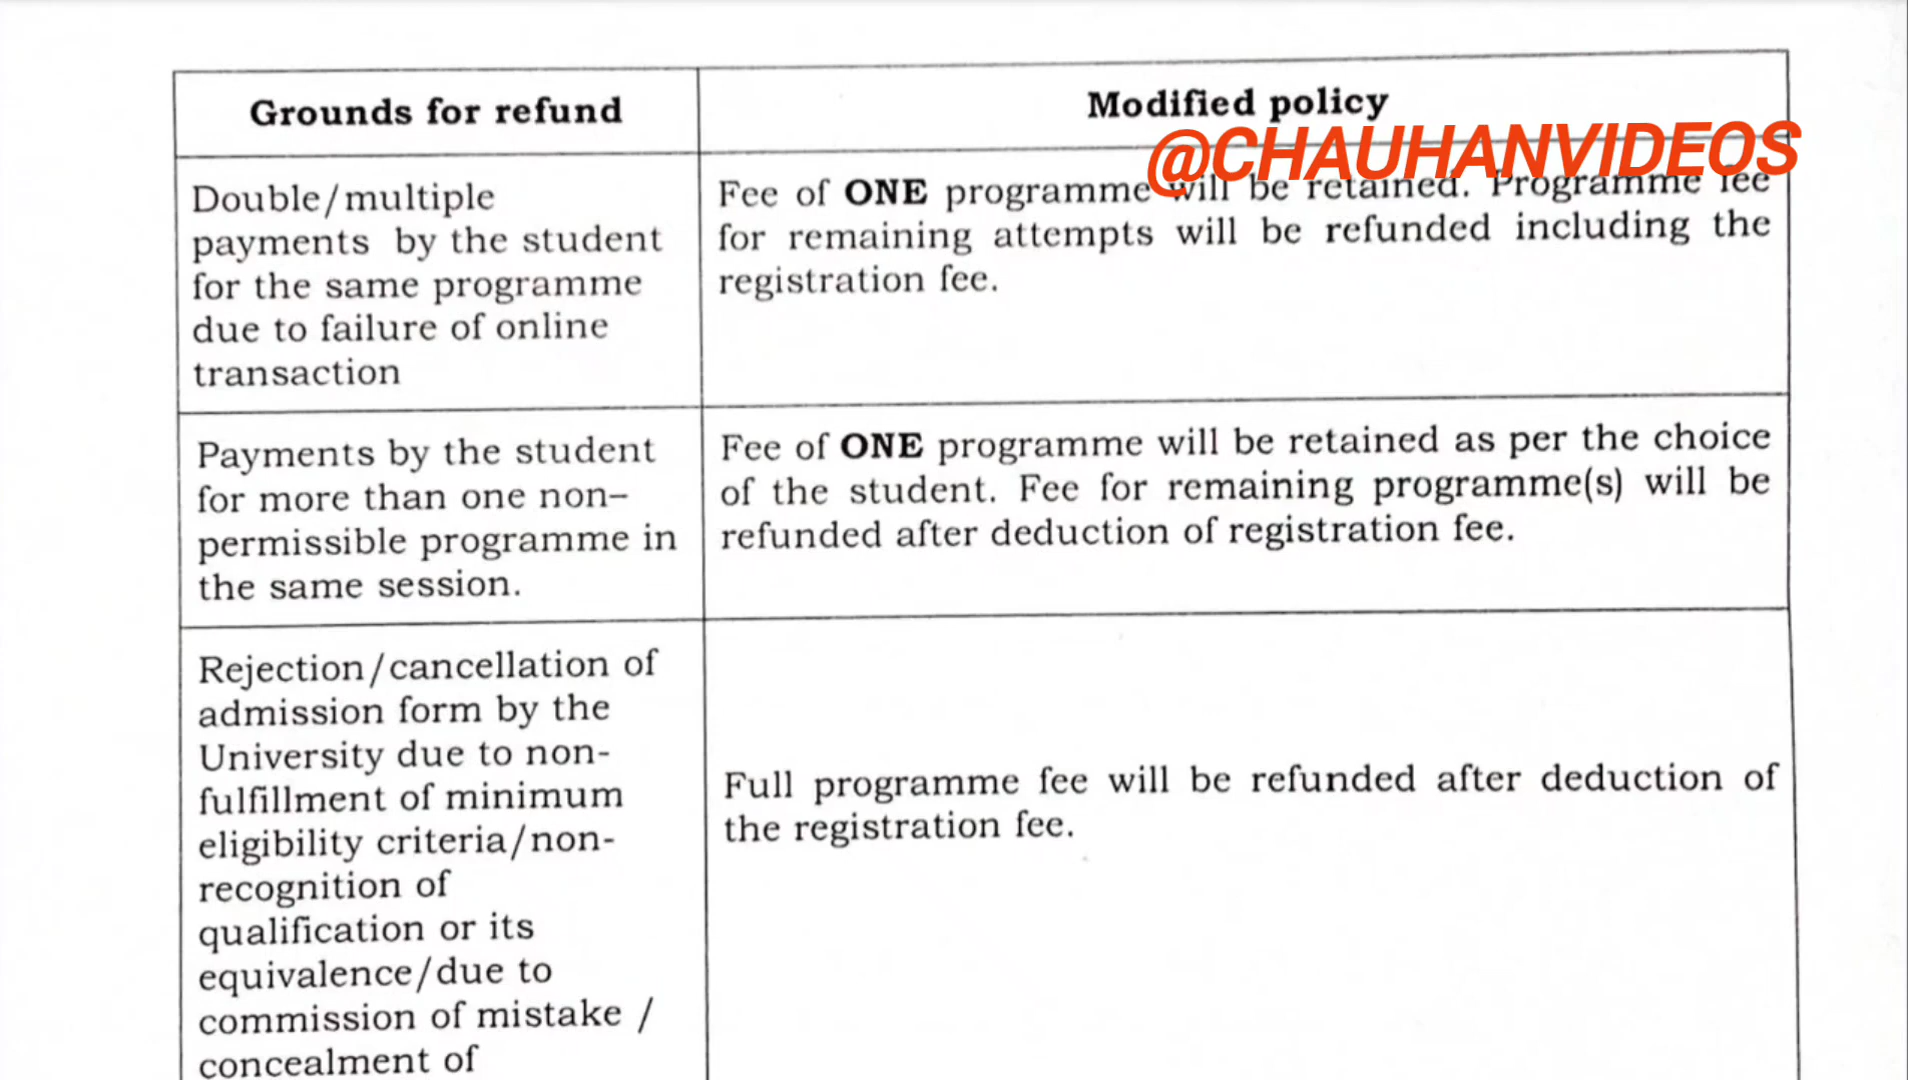 Grounds for refund
Modified policy
@CHAUHANVIDEOS
Double/multiple
payments by the student
for the same programme
due to failure of online
transaction
Fee of ONE programme will be retained. Programme fee
for remaining attempts will be refunded including the
registration fee.
Payments by the student
for more than one non–
permissible programme in
the same session.
Fee of ONE programme will be retained as per the choice
of the student. Fee for remaining programme(s) will be
refunded after deduction of registration fee.
Rejection/cancellation of
admission form by the
University due to non-
fulfillment of minimum
eligibility criteria/non-
recognition of
qualification or its
equivalence/due to
commission of mistake /
concealment of
Full programme fee will be refunded after deduction of
the registration fee.